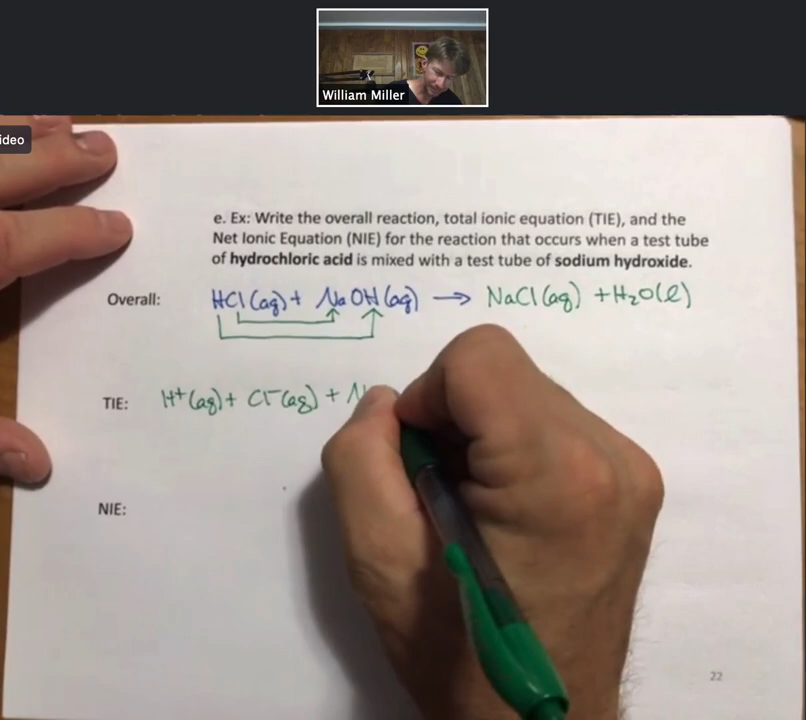 William Miller
ideo
e. Ex: Write the overall reaction, total ionic equation (TIE), and the
Net Ionic Equation (NIE) for the reaction that occurs when a test tube
of hydrochloric acid is mixed with a test tube of sodium hydroxide.
Overall: HCl(aq) + NaOH(aq) → NaCl(aq) + H₂O(l)
TIE: H⁺(aq) + Cl⁻(aq) + N
NIE:
22